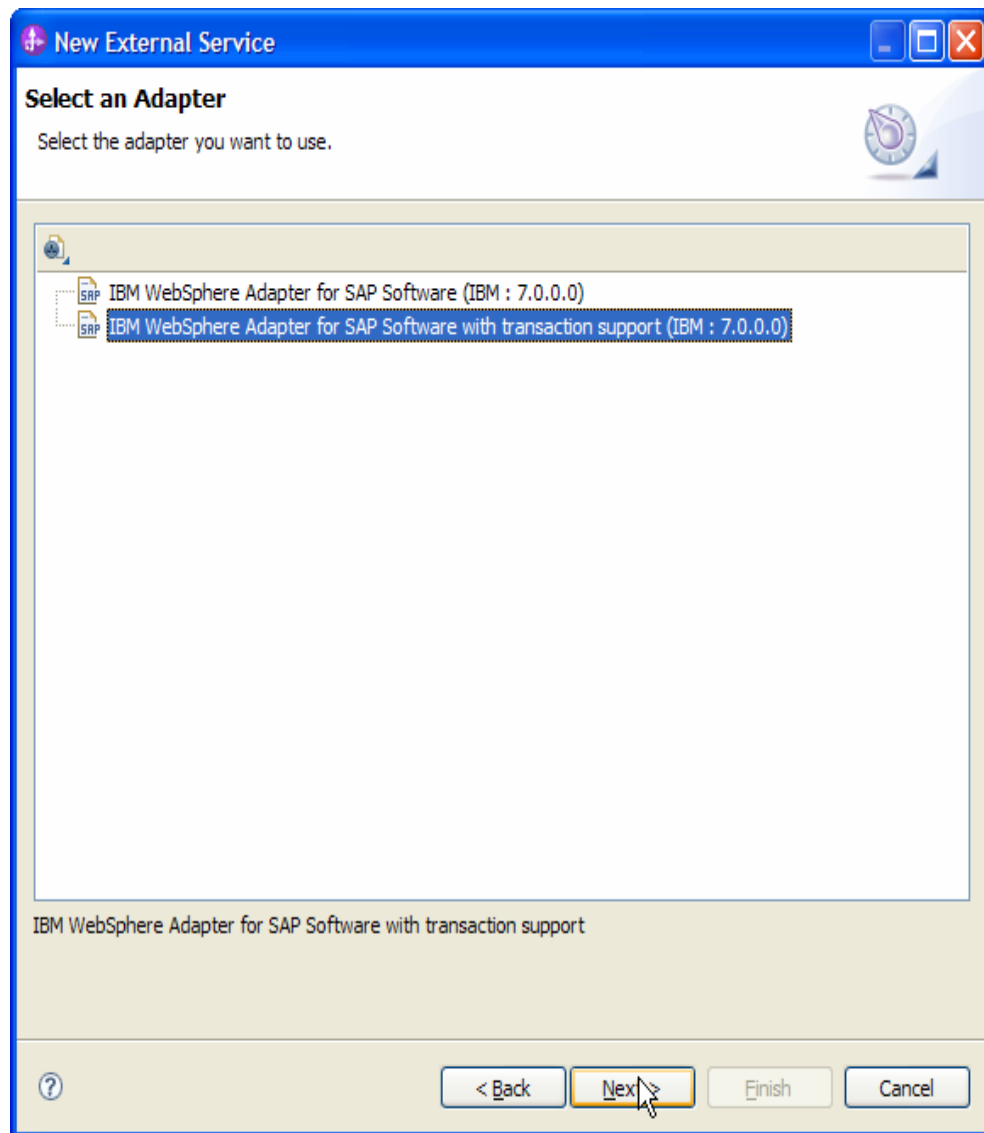 New External Service
Select an Adapter
Select the adapter you want to use.
SAP IBM WebSphere Adapter for SAP Software (IBM : 7.0.0.0)
SAP IBM WebSphere Adapter for SAP Software with transaction support (IBM : 7.0.0.0)
IBM WebSphere Adapter for SAP Software with transaction support
? < Back Next > Finish Cancel